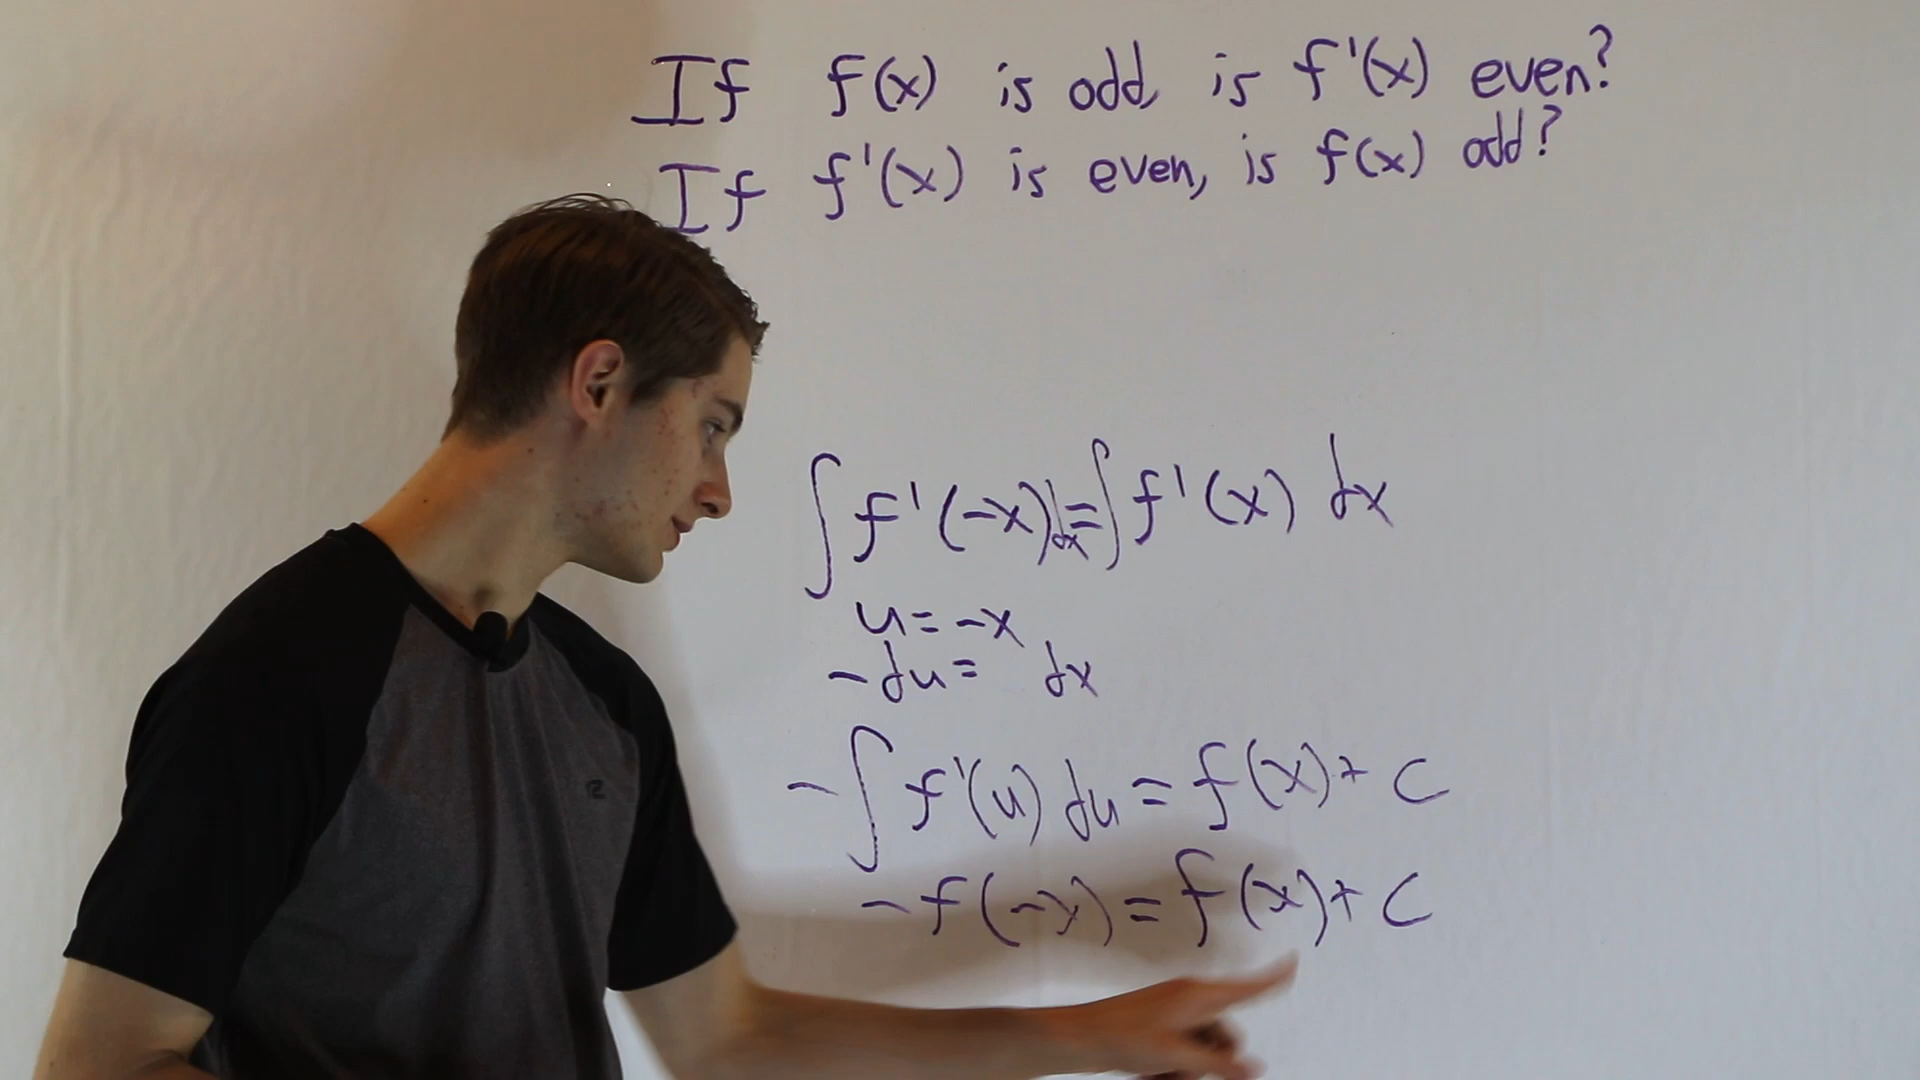 If f(x) is odd, is f'(x) even?
If f'(x) is even, is f(x) odd?
∫f'(-x)dx=∫f'(x) dx
u=-x
-du= dx
-∫f'(u) du=f(x)+c
-f(-x)=f(x)+c